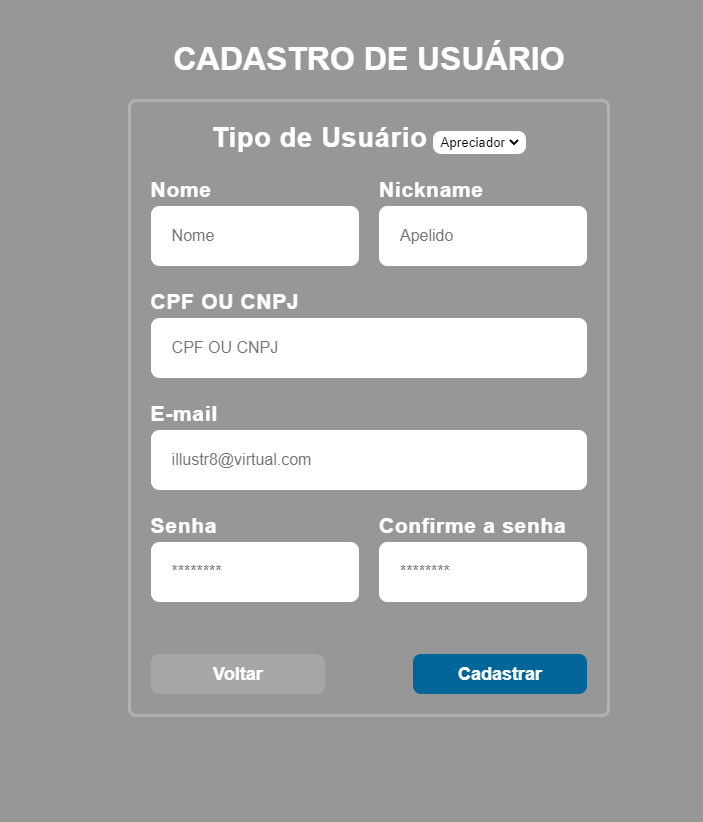 CADASTRO DE USUÁRIO
Tipo de Usuário Apreciador
Nome Nickname
Nome Apelido
CPF OU CNPJ
CPF OU CNPJ
E-mail
illustr8@virtual.com
Senha Confirme a senha
******** ********
Voltar Cadastrar